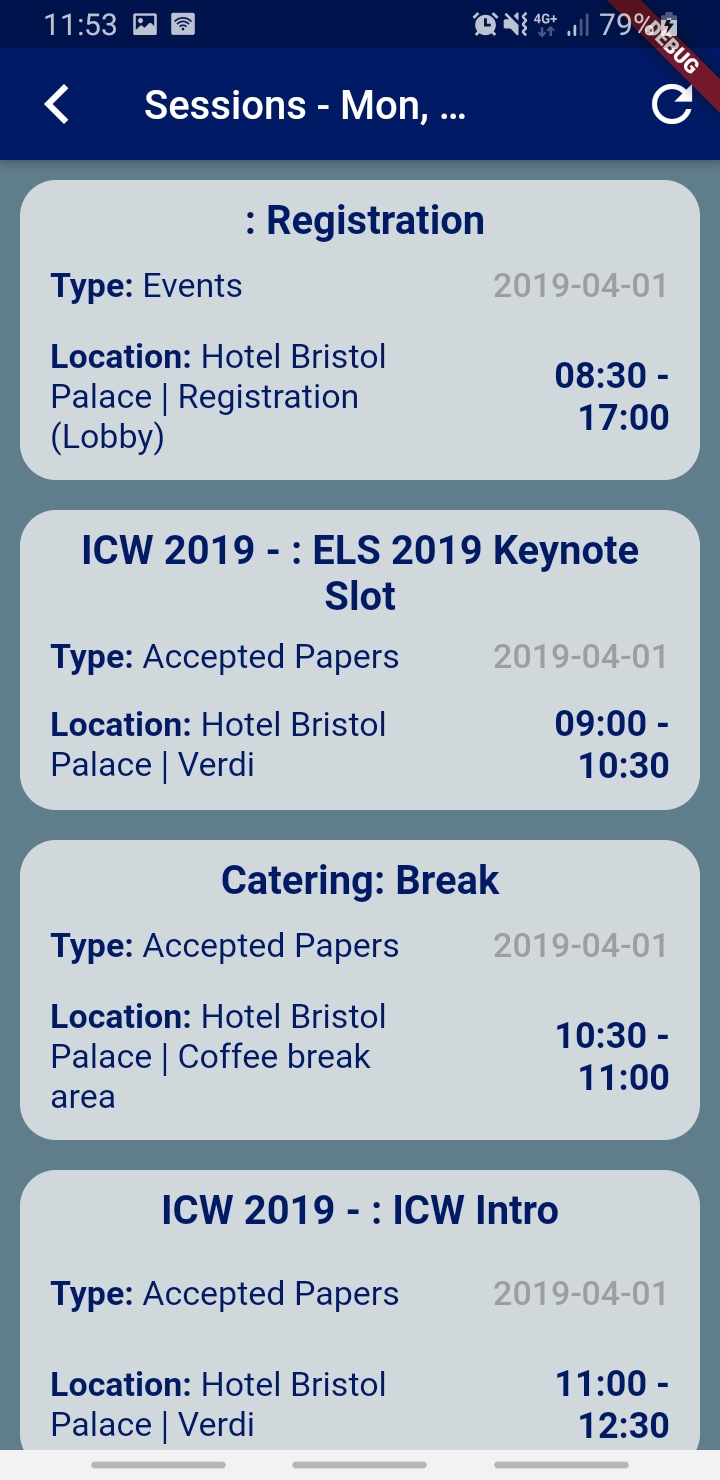 11:53 4G+ 79%
DEBUG
Sessions - Mon, ...
: Registration
Type: Events 2019-04-01
Location: Hotel Bristol
Palace | Registration
(Lobby)
08:30 -
17:00
ICW 2019 - : ELS 2019 Keynote
Slot
Type: Accepted Papers 2019-04-01
Location: Hotel Bristol
Palace | Verdi
09:00 -
10:30
Catering: Break
Type: Accepted Papers 2019-04-01
Location: Hotel Bristol
Palace | Coffee break
area
10:30 -
11:00
ICW 2019 - : ICW Intro
Type: Accepted Papers 2019-04-01
Location: Hotel Bristol
Palace | Verdi
11:00 -
12:30